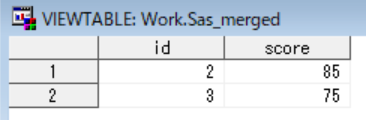 VIEWTABLE: Work.Sas_merged
id score
1 2 85
2 3 75